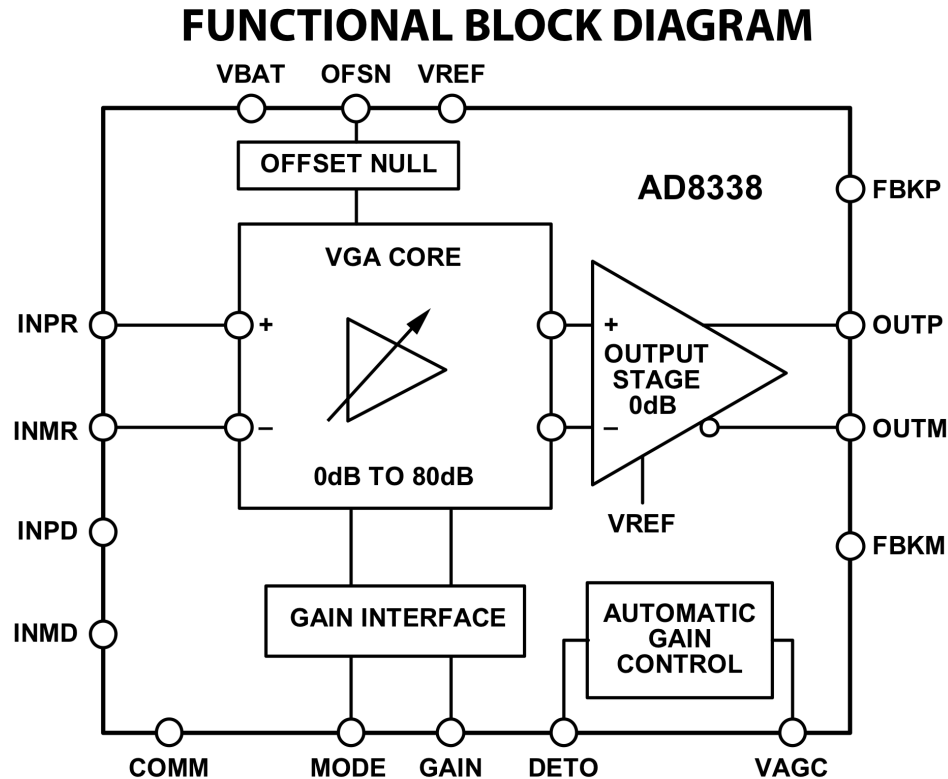 FUNCTIONAL BLOCK DIAGRAM
VBAT OFSN VREF
OFFSET NULL
AD8338
FBKP
VGA CORE
INPR
+
+
OUTP
OUTPUT
STAGE
0dB
INMR
–
–
OUTM
0dB TO 80dB
VREF
INPD
FBKM
GAIN INTERFACE
AUTOMATIC
GAIN
CONTROL
INMD
COMM MODE GAIN DETO VAGC